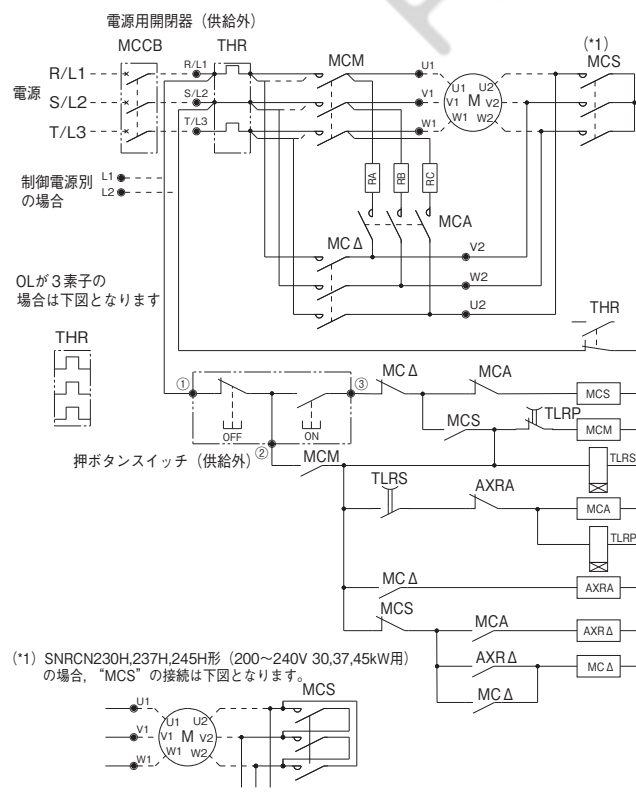 電源用開閉器（供給外）
MCCB
THR
MCM
(*1)
MCS
電源
R/L1
S/L2
T/L3
R/L1
S/L2
T/L3
U1
V1
W1
U1 U2
V1 M V2
W1 W2
制御電源別
の場合
L1
L2
RA
RB
RC
MCA
MCΔ
V2
W2
U2
OLが３素子の
場合は下図となります
THR
THR
①
②
③
OFF
ON
押ボタンスイッチ（供給外）
MCΔ
MCA
MCS
MCS
TLRP
MCM
MCM
TLRS
TLRS
AXRA
MCA
TLRP
MCΔ
AXRA
MCS
MCA
AXRΔ
AXRΔ
MCΔ
MCΔ
(*1) SNRCN230H,237H,245H形（200～240V 30,37,45kW用）
の場合，“MCS”の接続は下図となります。
MCS
U1
V1
W1
U1 U2
V1 M V2
W1 W2